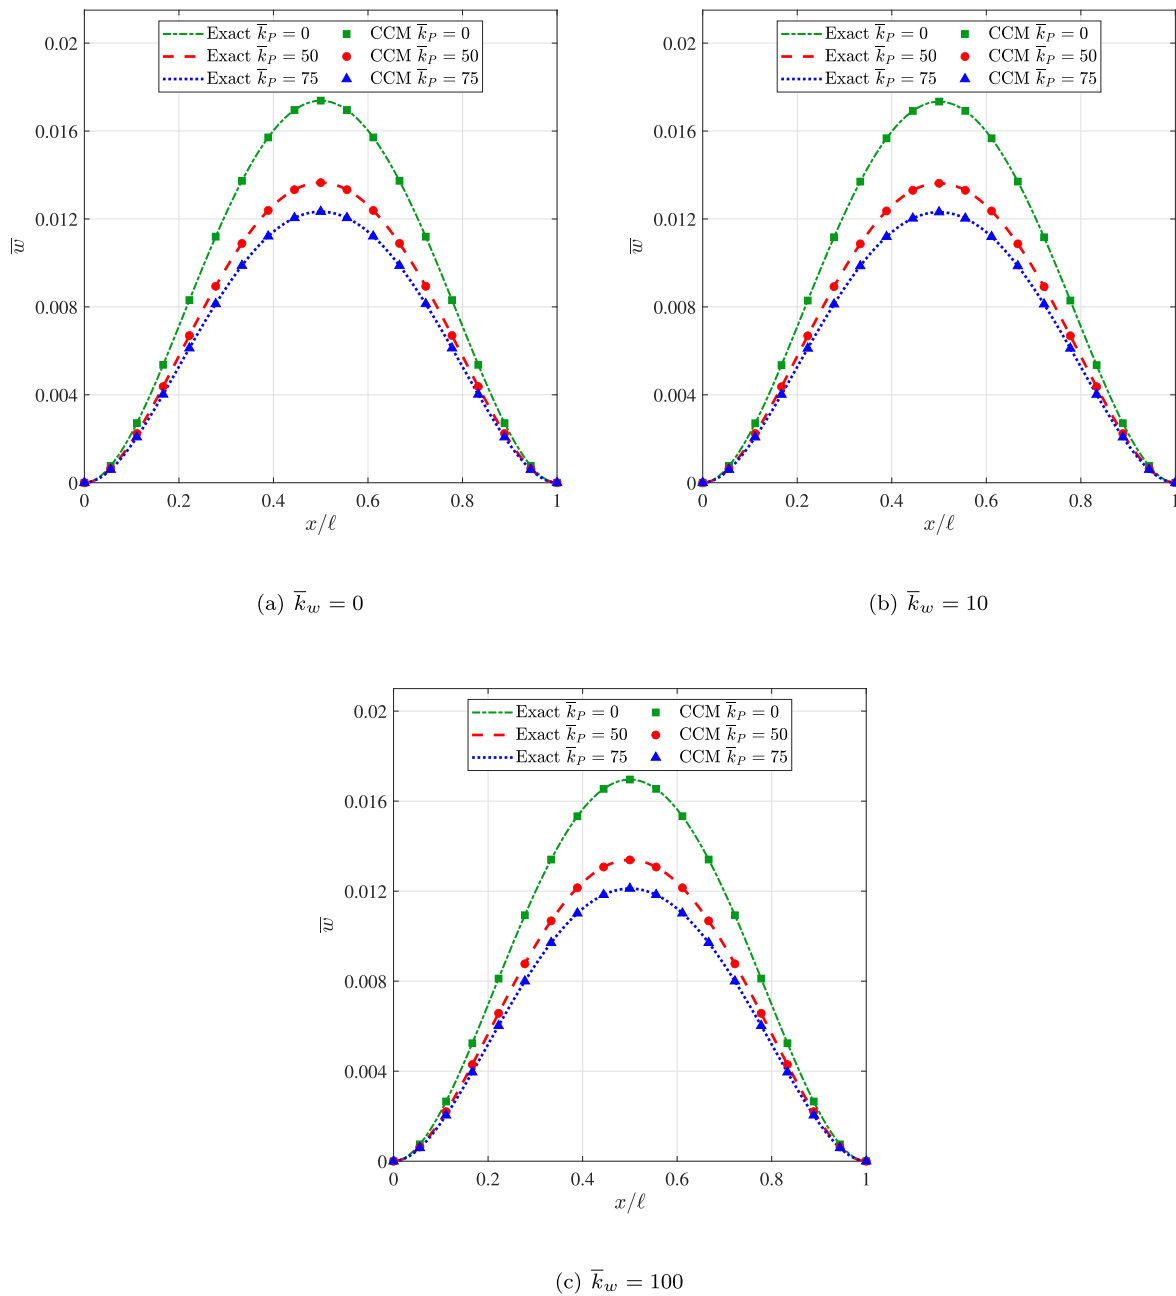 Exact k̅_P = 0 CCM k̅_P = 0
Exact k̅_P = 50 CCM k̅_P = 50
Exact k̅_P = 75 CCM k̅_P = 75
0.02
0.016
0.012
0.008
0.004
0
w̅
0 0.2 0.4 0.6 0.8 1
x/ℓ
(a) k̅_w = 0
Exact k̅_P = 0 CCM k̅_P = 0
Exact k̅_P = 50 CCM k̅_P = 50
Exact k̅_P = 75 CCM k̅_P = 75
0.02
0.016
0.012
0.008
0.004
0
w̅
0 0.2 0.4 0.6 0.8 1
x/ℓ
(b) k̅_w = 10
Exact k̅_P = 0 CCM k̅_P = 0
Exact k̅_P = 50 CCM k̅_P = 50
Exact k̅_P = 75 CCM k̅_P = 75
0.02
0.016
0.012
0.008
0.004
0
w̅
0 0.2 0.4 0.6 0.8 1
x/ℓ
(c) k̅_w = 100